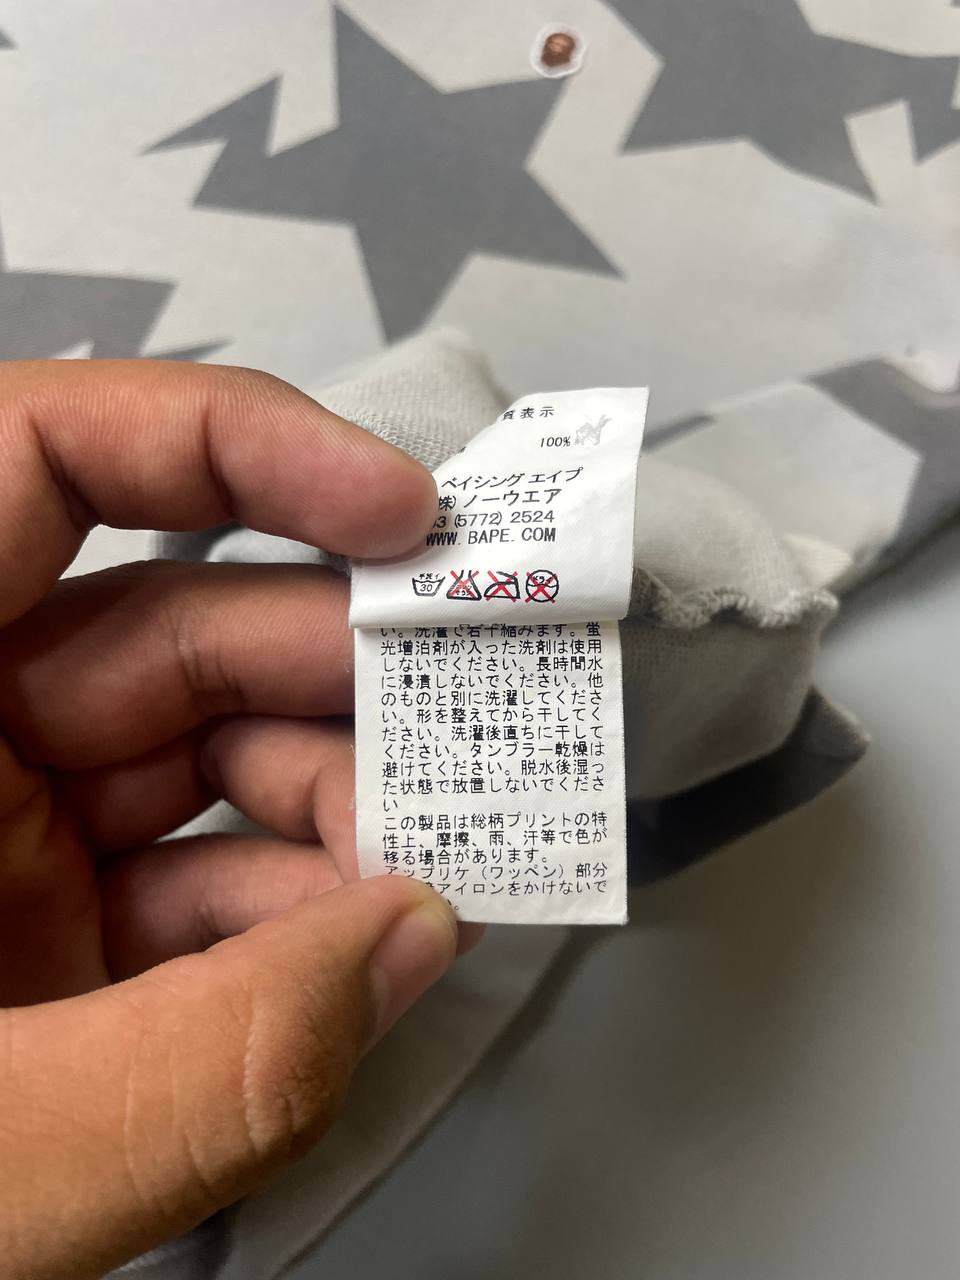 質表示
100%
ベイシング エイプ
株) ノーウエア
3 (5772) 2524
WWW. BAPE. COM
30
い。洗濯で若干縮みます。蛍
光増泊剤が入った洗剤は使用
しないでください。長時間水
に浸漬しないでください。他
のものと別に洗濯してくださ
い。形を整えてから干してく
ださい。洗濯後直ちに干して
ください。タンブラー乾燥は
避けてください。脱水後湿っ
た状態で放置しないでくださ
い
この製品は総柄プリントの特
性上、摩擦、雨、汗等で色が
移る場合があります。
アップリケ（ワッペン）部分
アイロンをかけないで
。